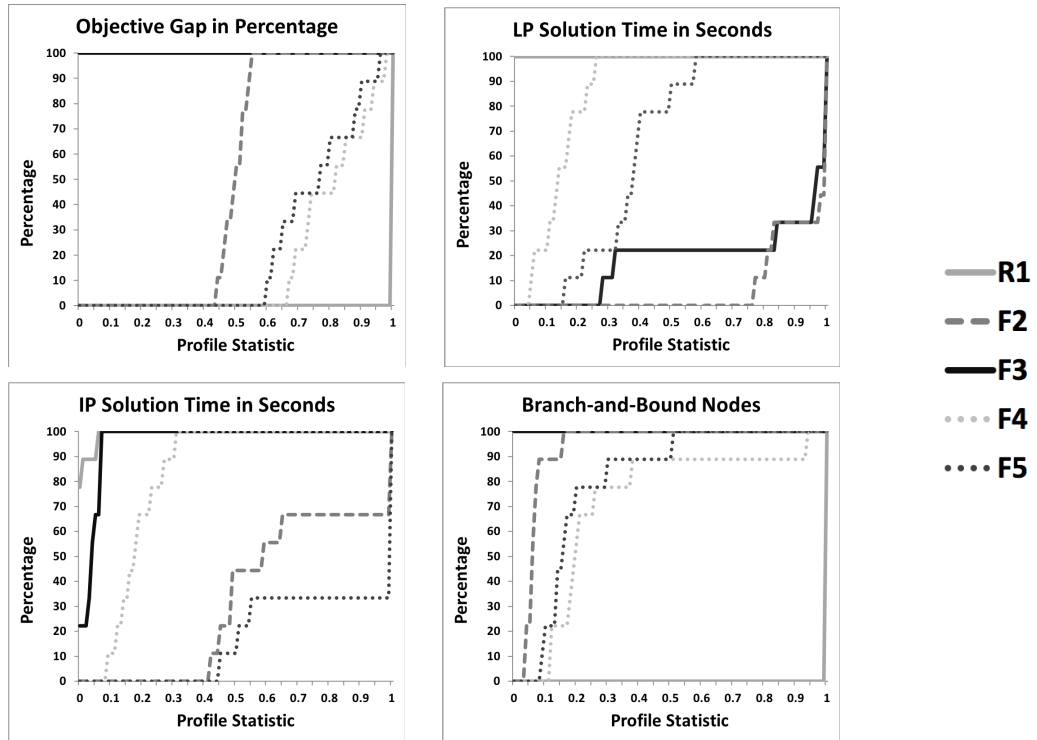 Objective Gap in Percentage
100
90
80
70
60
50
40
30
20
10
0
Percentage
0 0.1 0.2 0.3 0.4 0.5 0.6 0.7 0.8 0.9 1
Profile Statistic
LP Solution Time in Seconds
100
90
80
70
60
50
40
30
20
10
0
Percentage
0 0.1 0.2 0.3 0.4 0.5 0.6 0.7 0.8 0.9 1
Profile Statistic
IP Solution Time in Seconds
100
90
80
70
60
50
40
30
20
10
0
Percentage
0 0.1 0.2 0.3 0.4 0.5 0.6 0.7 0.8 0.9 1
Profile Statistic
Branch-and-Bound Nodes
100
90
80
70
60
50
40
30
20
10
0
Percentage
0 0.1 0.2 0.3 0.4 0.5 0.6 0.7 0.8 0.9 1
Profile Statistic
R1
F2
F3
F4
F5